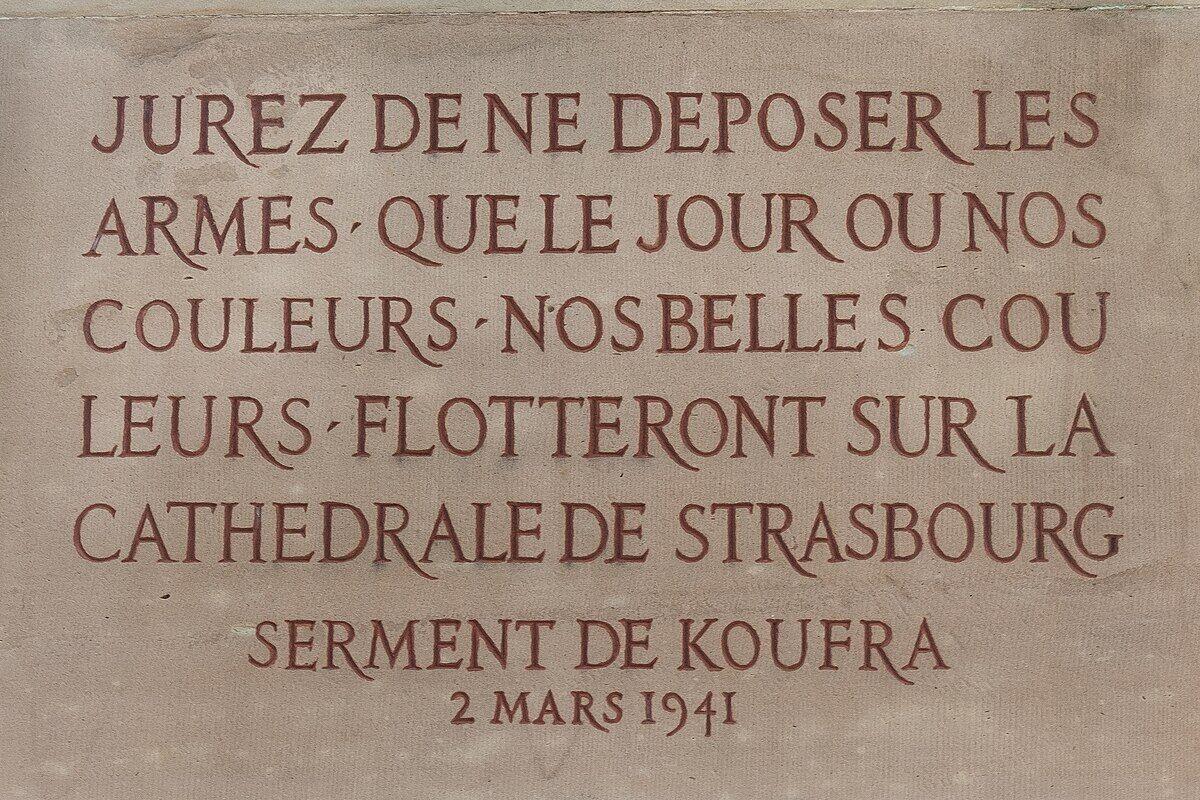 JUREZ DE NE DEPOSER LES
ARMES · QUE LE JOUR OU NOS
COULEURS · NOS BELLES COU
LEURS · FLOTTERONT SUR LA
CATHEDRALE DE STRASBOURG
SERMENT DE KOUFRA
2 MARS 1941